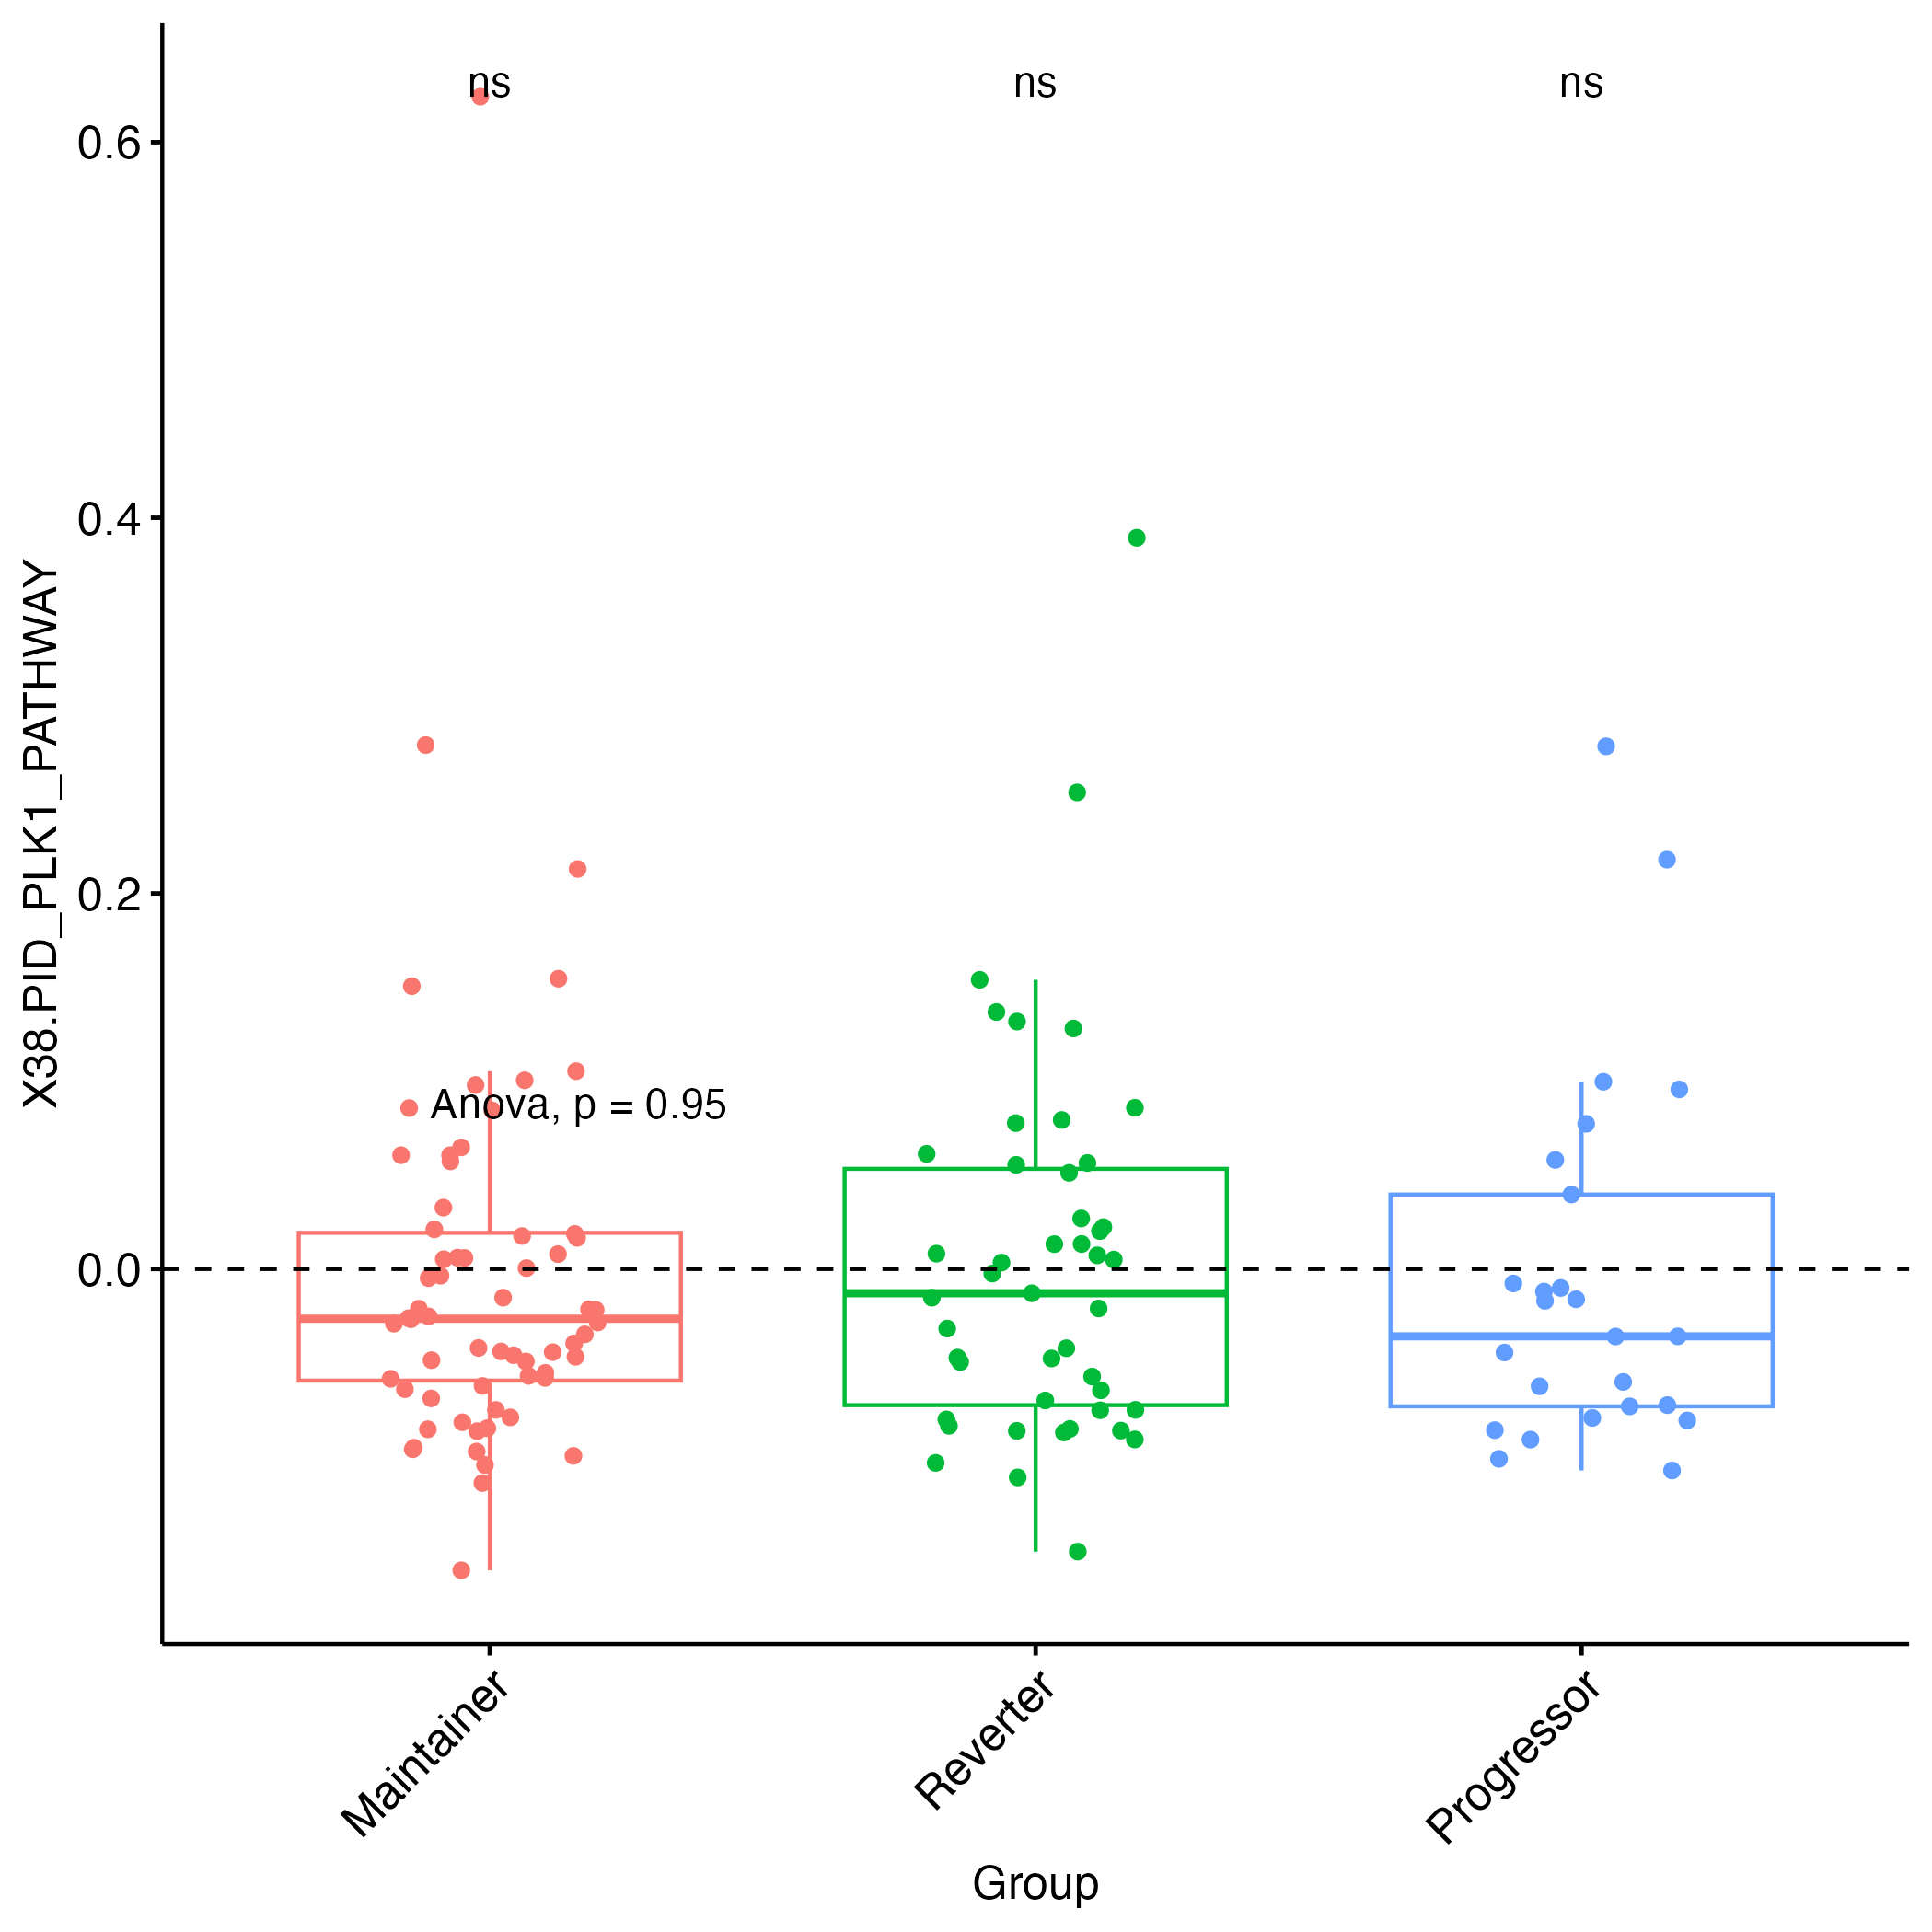 ns ns ns
0.6
0.4
0.2
0.0
X38.PID_PLK1_PATHWAY
Anova, p = 0.95
Maintainer
Reverter
Progressor
Group